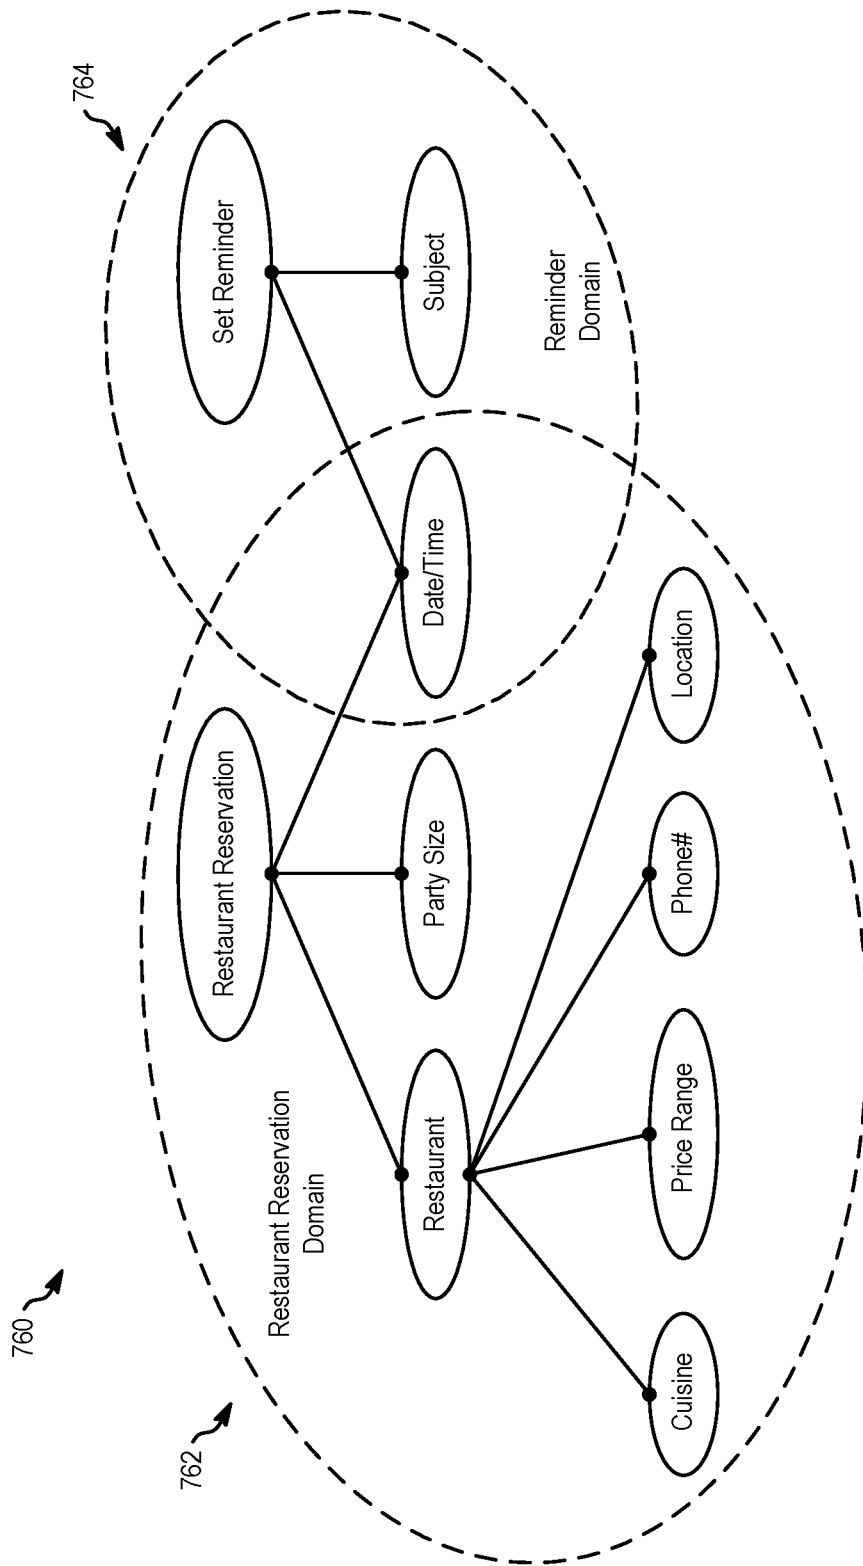 760
762
764
Restaurant Reservation
Set Reminder
Restaurant Reservation
Domain
Restaurant
Party Size
Date/Time
Subject
Reminder
Domain
Cuisine
Price Range
Phone#
Location